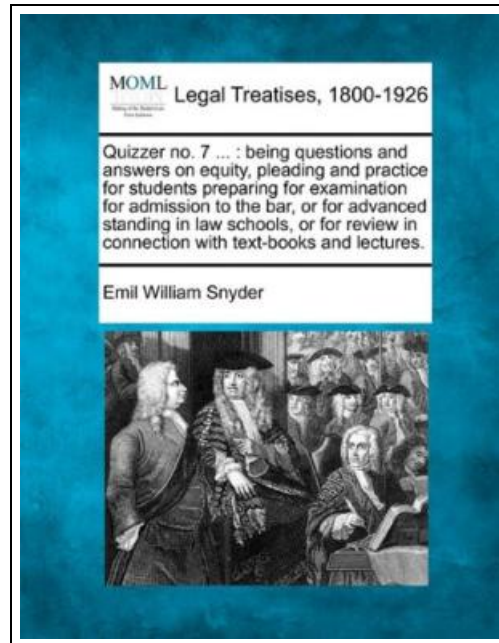 MOML
Legal Treatises, 1800-1926
Quizzer no. 7 ... : being questions and
answers on equity, pleading and practice
for students preparing for examination
for admission to the bar, or for advanced
standing in law schools, or for review in
connection with text-books and lectures.
Emil William Snyder